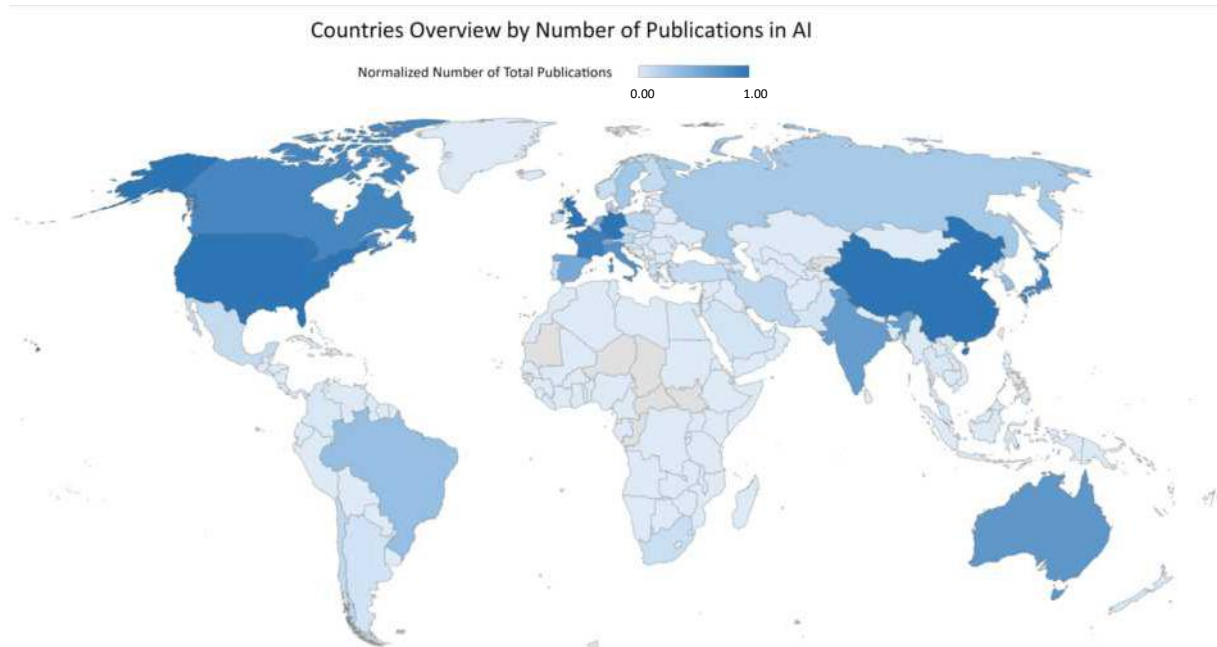 Countries Overview by Number of Publications in AI
Normalized Number of Total Publications
0.00 1.00